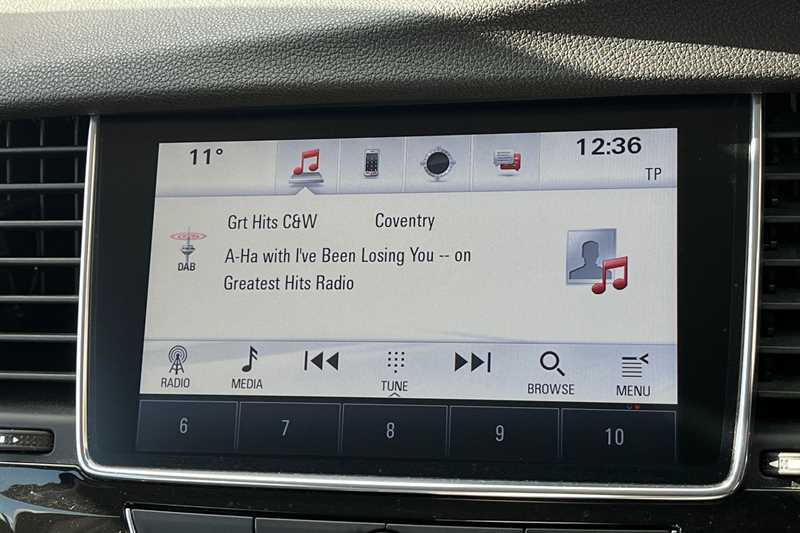 11° 12:36
TP
Grt Hits C&W Coventry
DAB
A-Ha with I've Been Losing You -- on
Greatest Hits Radio
RADIO MEDIA TUNE BROWSE MENU
6 7 8 9 10